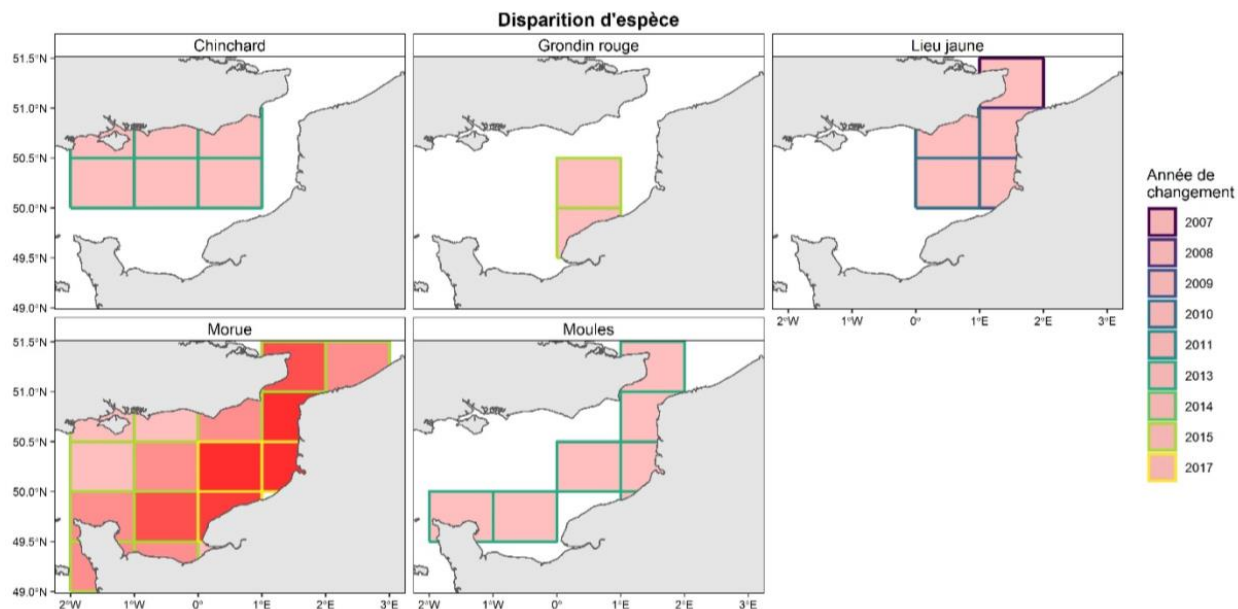 Disparition d'espèce
Chinchard
Grondin rouge
Lieu jaune
51.5°N
51.0°N
50.5°N
50.0°N
49.5°N
49.0°N
2°W 1°W 0° 1°E 2°E 3°E
Morue
Moules
51.5°N
51.0°N
50.5°N
50.0°N
49.5°N
49.0°N
2°W 1°W 0° 1°E 2°E 3°E
2°W 1°W 0° 1°E 2°E 3°E
Année de
changement
2007
2008
2009
2010
2011
2013
2014
2015
2017